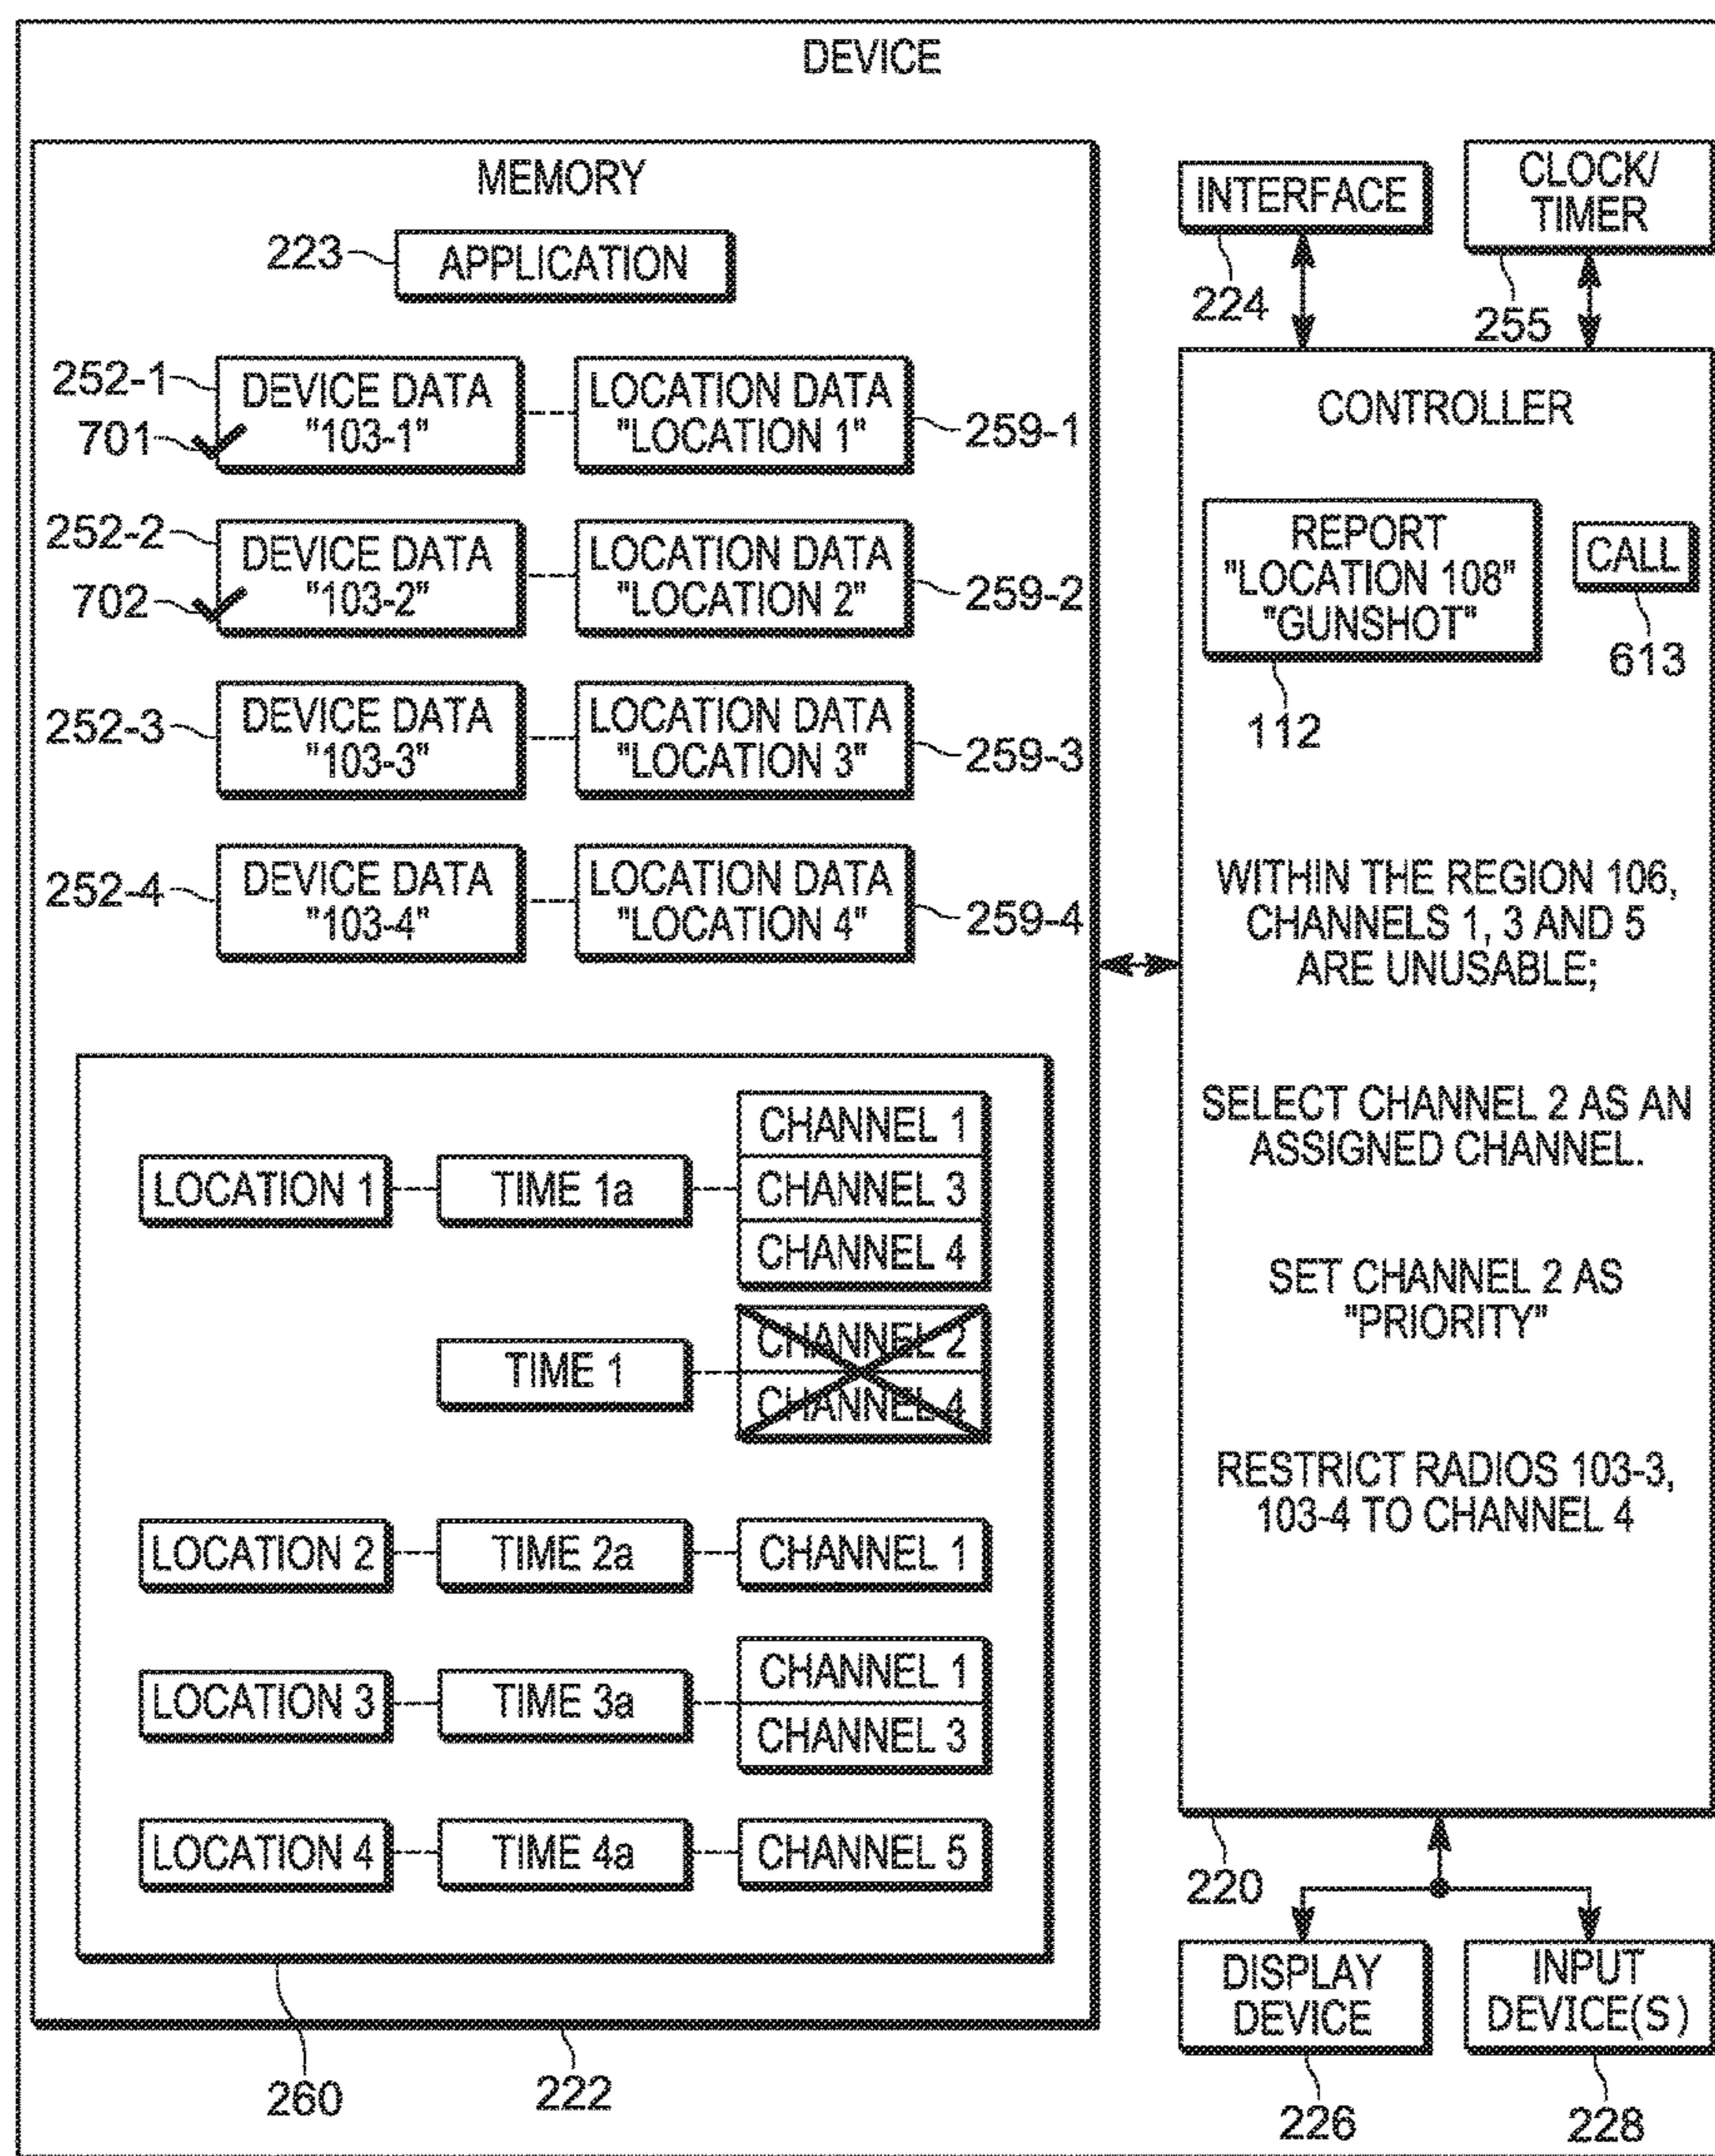 DEVICE
MEMORY
223
APPLICATION
252-1
DEVICE DATA
"103-1"
701
LOCATION DATA
"LOCATION 1"
259-1
252-2
DEVICE DATA
"103-2"
702
LOCATION DATA
"LOCATION 2"
259-2
252-3
DEVICE DATA
"103-3"
LOCATION DATA
"LOCATION 3"
259-3
252-4
DEVICE DATA
"103-4"
LOCATION DATA
"LOCATION 4"
259-4
LOCATION 1
TIME 1a
CHANNEL 1
CHANNEL 3
CHANNEL 4
TIME 1
CHANNEL 2
CHANNEL 4
LOCATION 2
TIME 2a
CHANNEL 1
LOCATION 3
TIME 3a
CHANNEL 1
CHANNEL 3
LOCATION 4
TIME 4a
CHANNEL 5
260
222
INTERFACE
224
CLOCK/
TIMER
255
CONTROLLER
REPORT
"LOCATION 108"
"GUNSHOT"
112
CALL
613
WITHIN THE REGION 106,
CHANNELS 1, 3 AND 5
ARE UNUSABLE;
SELECT CHANNEL 2 AS AN
ASSIGNED CHANNEL.
SET CHANNEL 2 AS
"PRIORITY"
RESTRICT RADIOS 103-3,
103-4 TO CHANNEL 4
220
DISPLAY
DEVICE
226
INPUT
DEVICE(S)
228